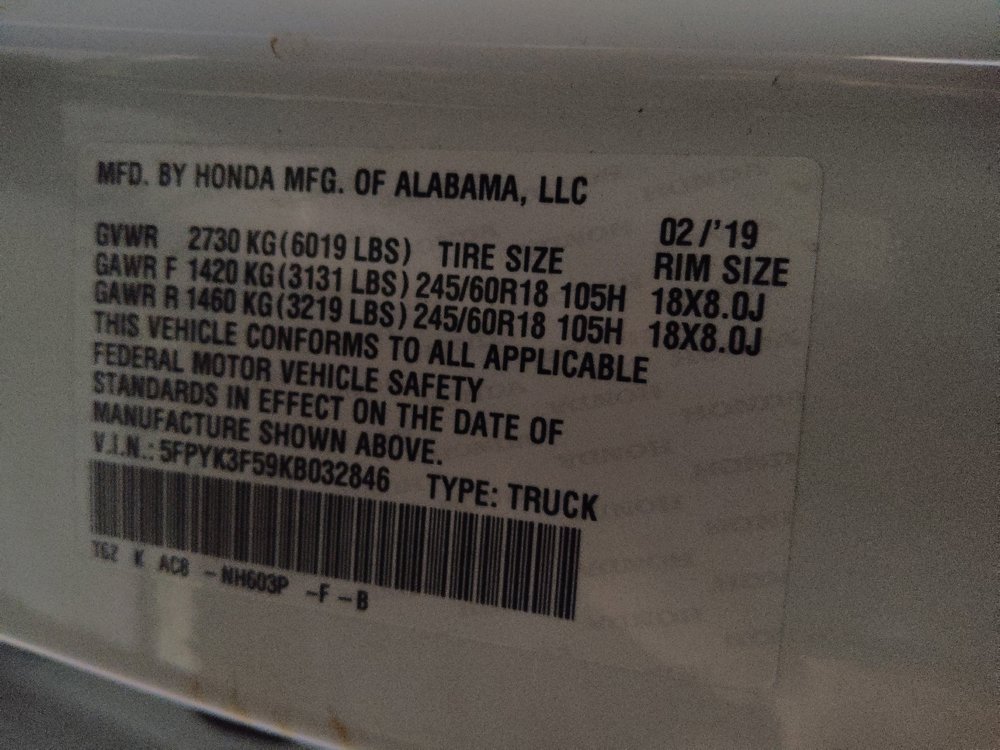 MFD. BY HONDA MFG. OF ALABAMA, LLC
02/'19
GVWR 2730 KG(6019 LBS) TIRE SIZE RIM SIZE
GAWR F 1420 KG(3131 LBS) 245/60R18 105H 18X8.0J
GAWR R 1460 KG(3219 LBS) 245/60R18 105H 18X8.0J
THIS VEHICLE CONFORMS TO ALL APPLICABLE
FEDERAL MOTOR VEHICLE SAFETY
STANDARDS IN EFFECT ON THE DATE OF
MANUFACTURE SHOWN ABOVE.
V.I.N.: 5FPYK3F59KB032846 TYPE: TRUCK
T6Z K AC8 -NH603P -F-B